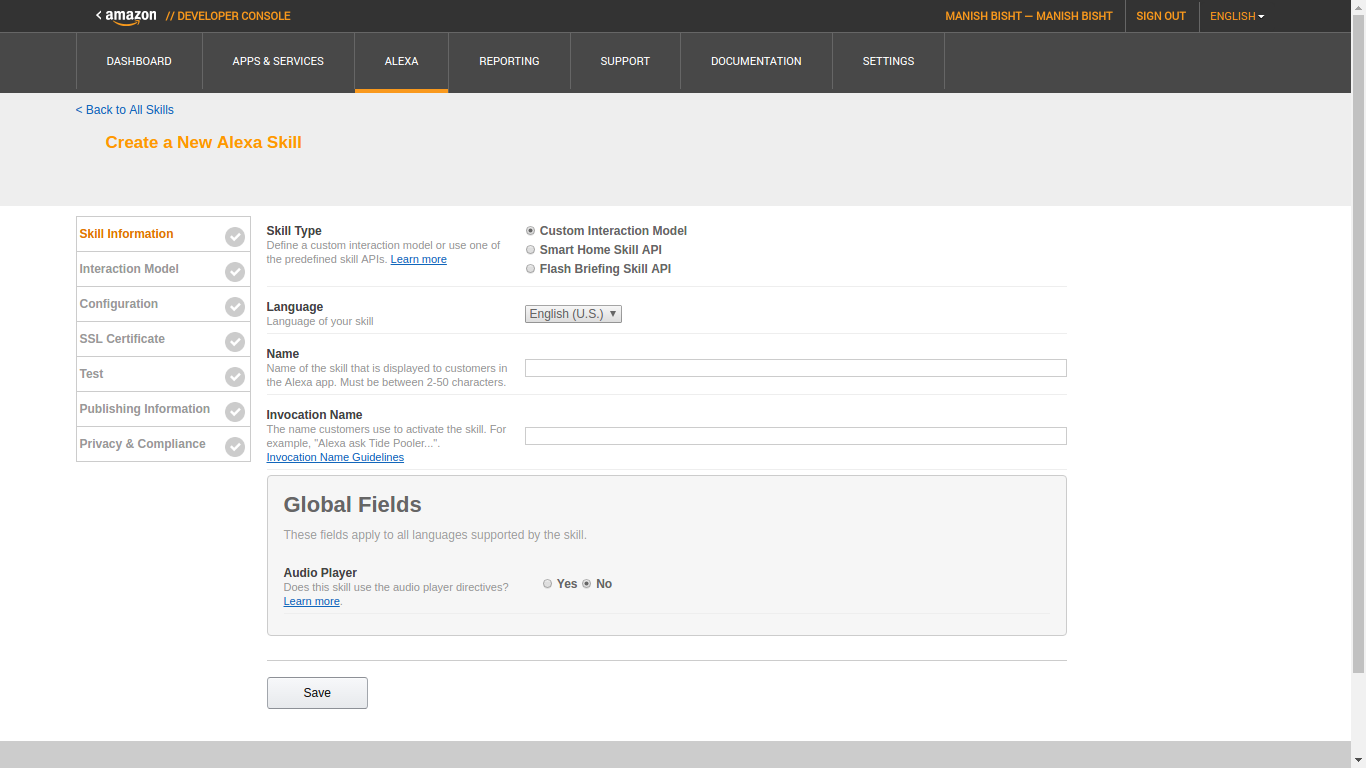 < amazon // DEVELOPER CONSOLE MANISH BISHT — MANISH BISHT SIGN OUT ENGLISH
DASHBOARD APPS & SERVICES ALEXA REPORTING SUPPORT DOCUMENTATION SETTINGS
< Back to All Skills
Create a New Alexa Skill
Skill Information
Interaction Model
Configuration
SSL Certificate
Test
Publishing Information
Privacy & Compliance
Skill Type
Define a custom interaction model or use one of
the predefined skill APIs. Learn more
Custom Interaction Model
Smart Home Skill API
Flash Briefing Skill API
Language
Language of your skill
English (U.S.)
Name
Name of the skill that is displayed to customers in
the Alexa app. Must be between 2-50 characters.
Invocation Name
The name customers use to activate the skill. For
example, "Alexa ask Tide Pooler...".
Invocation Name Guidelines
Global Fields
These fields apply to all languages supported by the skill.
Audio Player
Does this skill use the audio player directives?
Learn more.
Yes No
Save